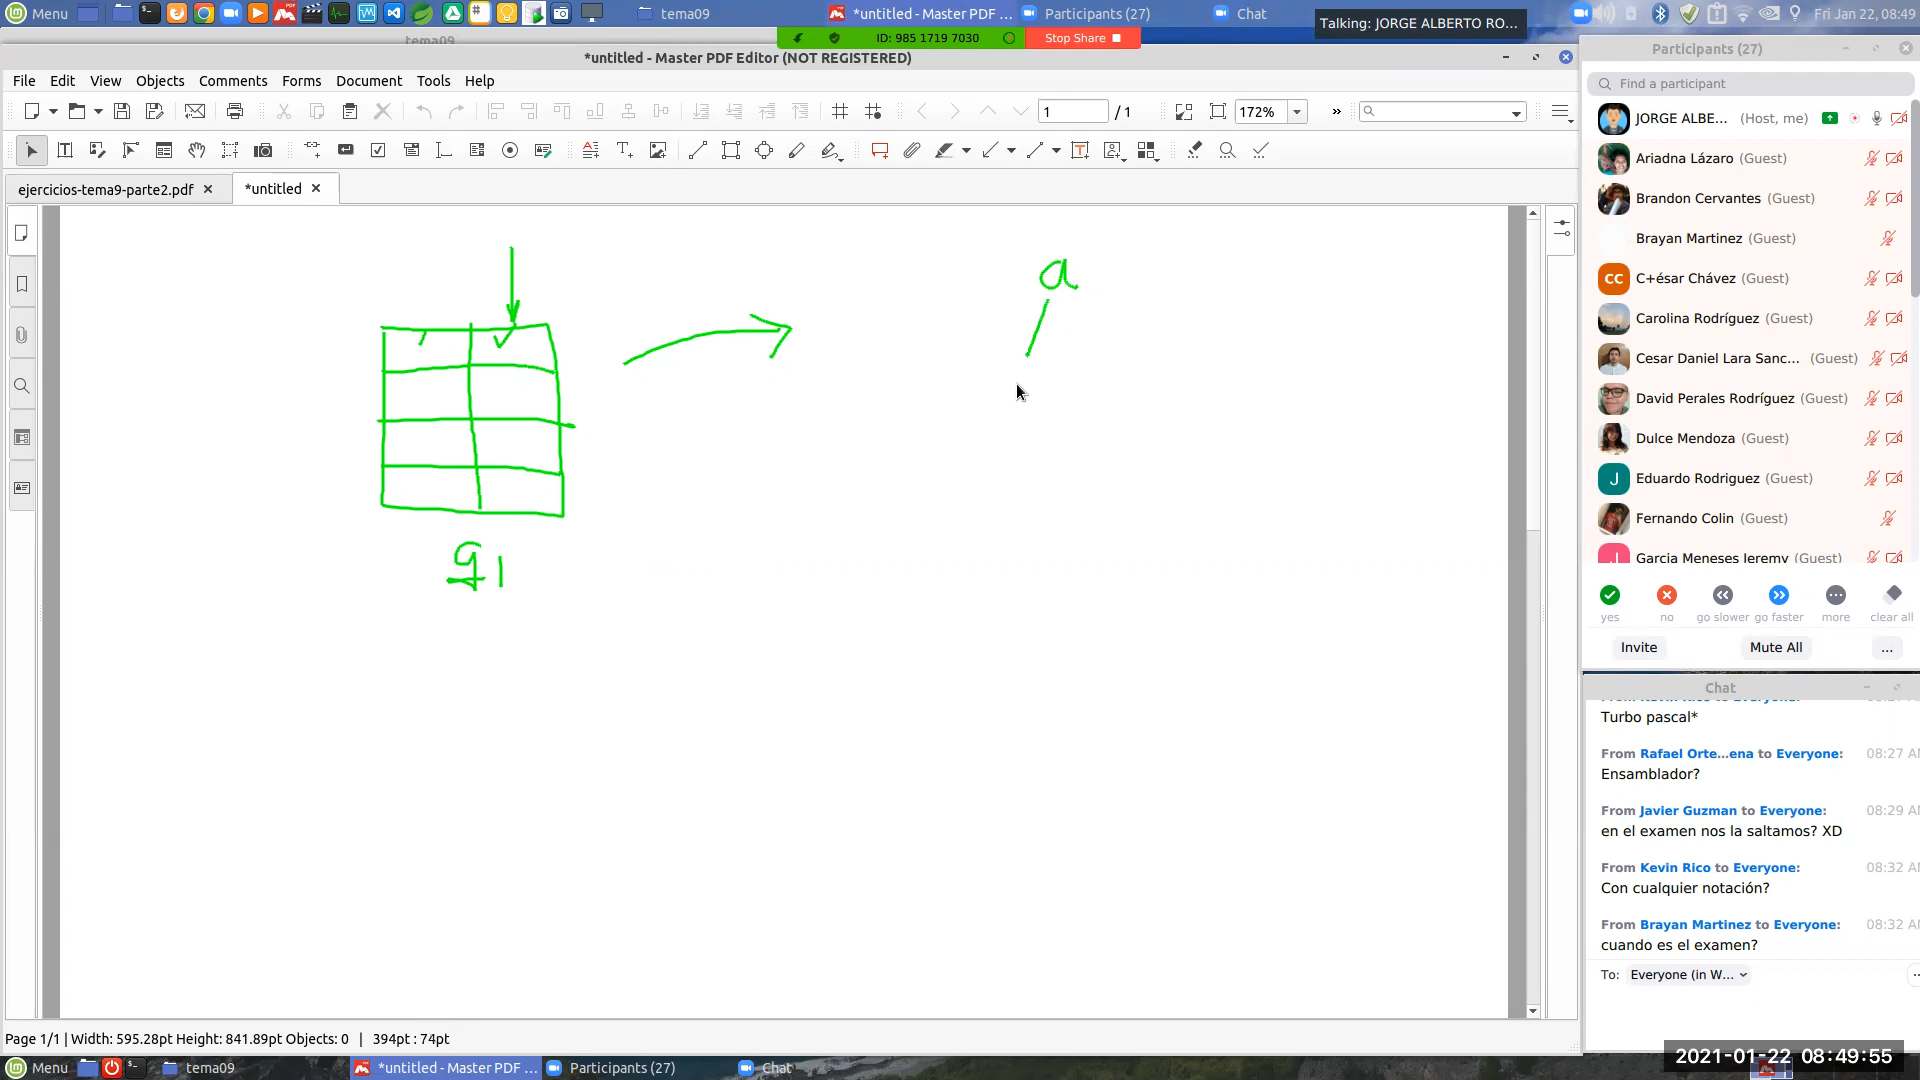 Menu
tema09
*untitled - Master PDF ...
Participants (27)
Chat
Talking: JORGE ALBERTO RO...
Fri Jan 22, 08:49
ID: 985 1719 7030
Stop Share
*untitled - Master PDF Editor (NOT REGISTERED)
File Edit View Objects Comments Forms Document Tools Help
1 / 1
172%
ejercicios-tema9-parte2.pdf
*untitled
a
g1
Page 1/1 | Width: 595.28pt Height: 841.89pt Objects: 0 | 394pt : 74pt
Participants (27)
Find a participant
JORGE ALBE... (Host, me)
Ariadna Lázaro (Guest)
Brandon Cervantes (Guest)
Brayan Martinez (Guest)
CC C+ésar Chávez (Guest)
Carolina Rodríguez (Guest)
Cesar Daniel Lara Sanc... (Guest)
David Perales Rodríguez (Guest)
Dulce Mendoza (Guest)
J Eduardo Rodriguez (Guest)
Fernando Colin (Guest)
Garcia Meneses Jeremy (Guest)
yes no go slower go faster more clear all
Invite Mute All ...
Chat
Turbo pascal*
From Rafael Orte...ena to Everyone: 08:27 AM
Ensamblador?
From Javier Guzman to Everyone: 08:29 AM
en el examen nos la saltamos? XD
From Kevin Rico to Everyone: 08:32 AM
Con cualquier notación?
From Brayan Martinez to Everyone: 08:32 AM
cuando es el examen?
To: Everyone (in W...
Menu
tema09
*untitled - Master PDF ...
Participants (27)
Chat
2021-01-22 08:49:55